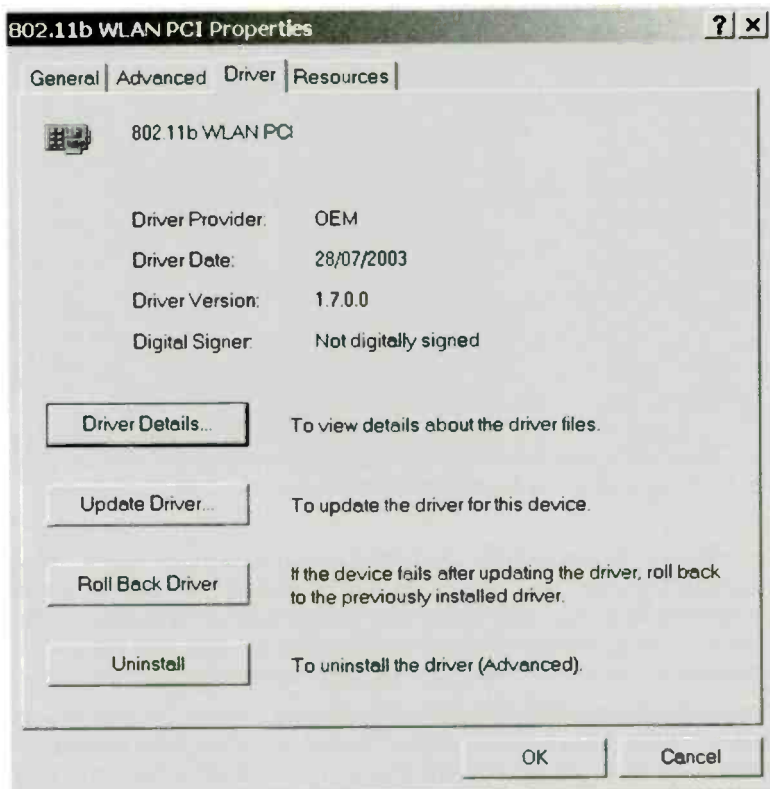 802.11b WLAN PCI Properties
? ×
General Advanced Driver Resources
802.11b WLAN PCI
Driver Provider: OEM
Driver Date: 28/07/2003
Driver Version: 1.7.0.0
Digital Signer: Not digitally signed
Driver Details... To view details about the driver files.
Update Driver... To update the driver for this device.
Roll Back Driver If the device fails after updating the driver, roll back
to the previously installed driver.
Uninstall To uninstall the driver (Advanced).
OK Cancel